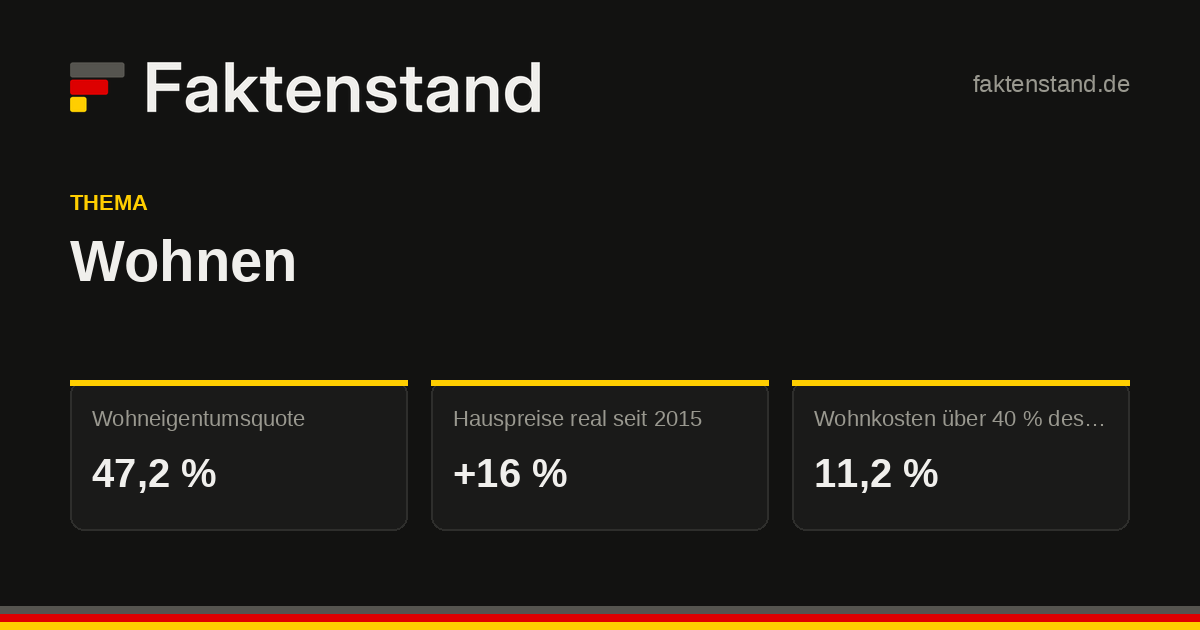 Faktenstand
faktenstand.de
THEMA
Wohnen
Wohneigentumsquote
47,2 %
Hauspreise real seit 2015
+16 %
Wohnkosten über 40 % des…
11,2 %